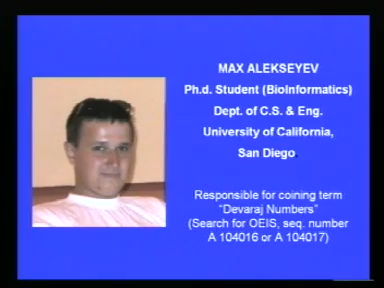 MAX ALEKSEYEV
Ph.d. Student (BioInformatics)
Dept. of C.S. & Eng.
University of California,
San Diego.
Responsible for coining term
"Devaraj Numbers"
(Search for OEIS, seq. number
A 104016 or A 104017)